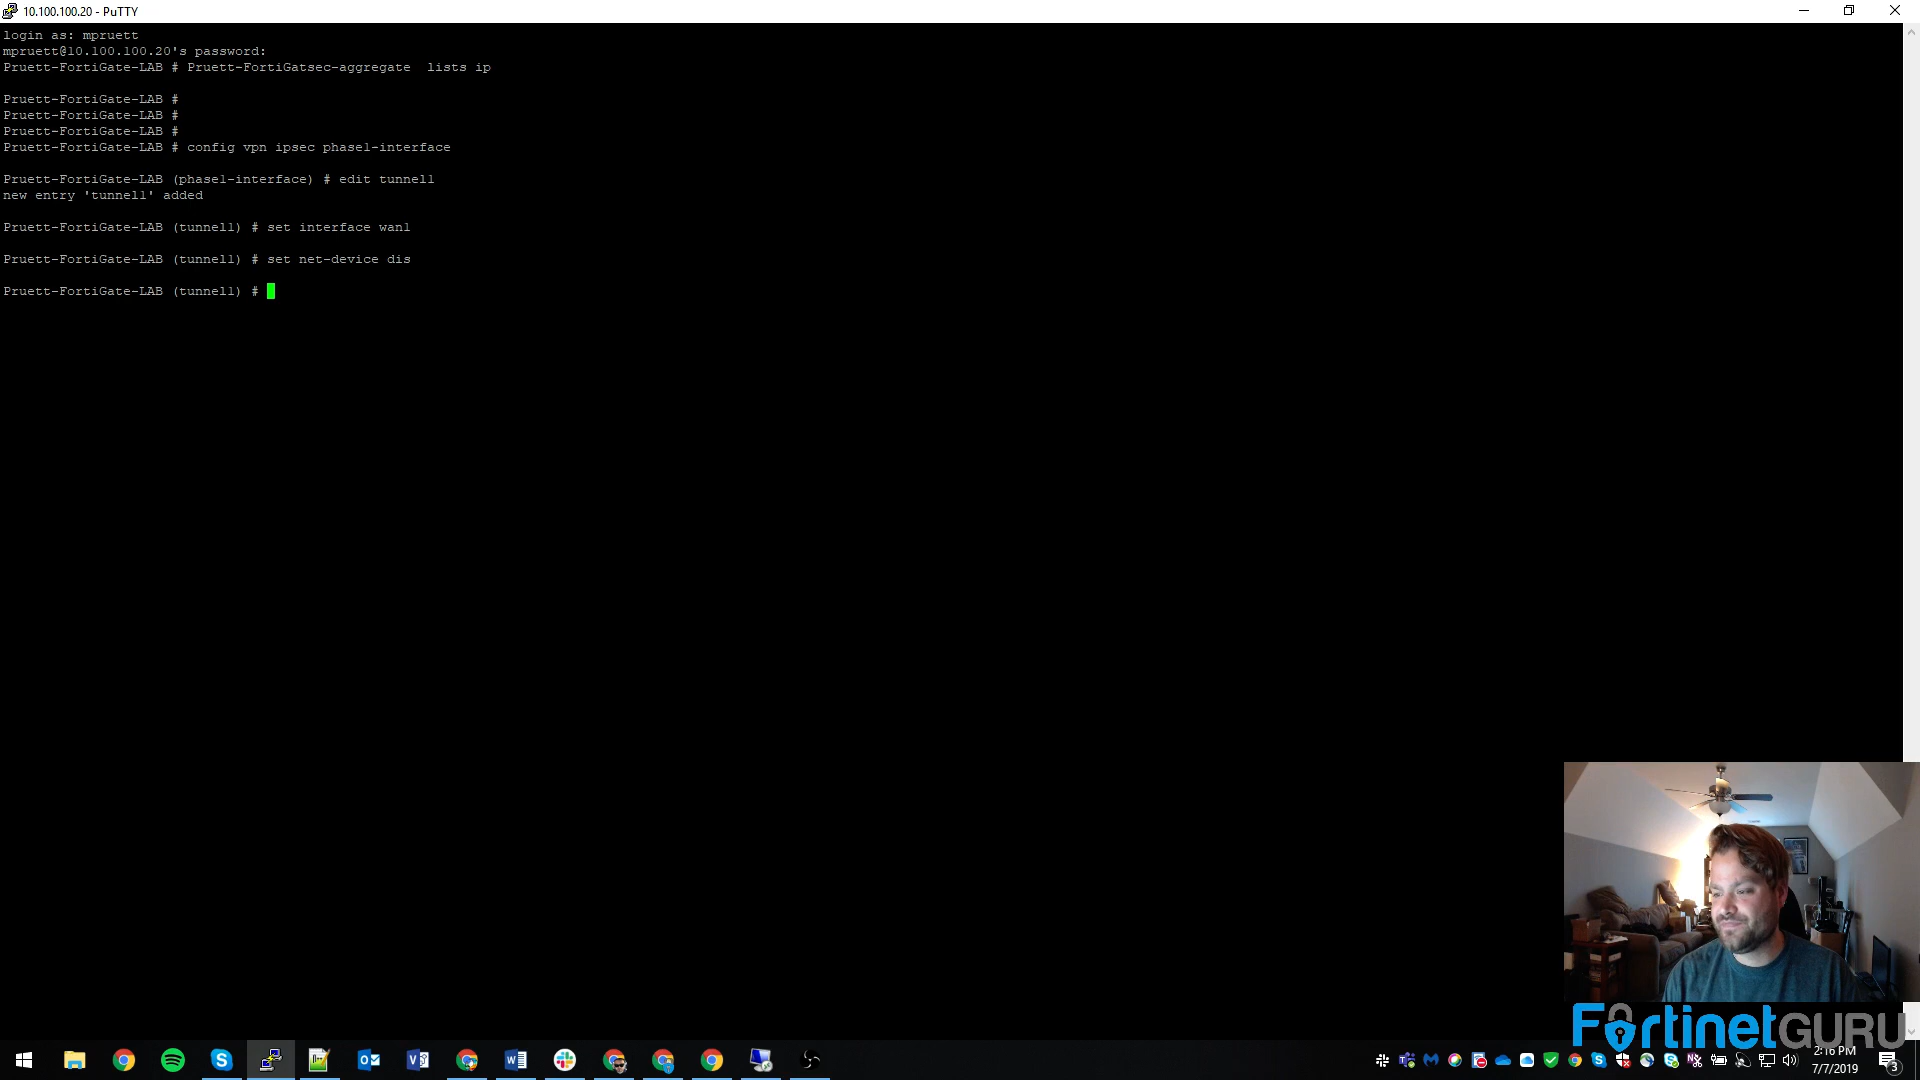 10.100.100.20 - PuTTY
login as: mpruett
mpruett@10.100.100.20's password:
Pruett-FortiGate-LAB # Pruett-FortiGatsec-aggregate  lists ip
Pruett-FortiGate-LAB #
Pruett-FortiGate-LAB #
Pruett-FortiGate-LAB #
Pruett-FortiGate-LAB # config vpn ipsec phase1-interface
Pruett-FortiGate-LAB (phase1-interface) # edit tunnel1
new entry 'tunnel1' added
Pruett-FortiGate-LAB (tunnel1) # set interface wan1
Pruett-FortiGate-LAB (tunnel1) # set net-device dis
Pruett-FortiGate-LAB (tunnel1) #
FortinetGURU
2:16 PM
7/7/2019
3